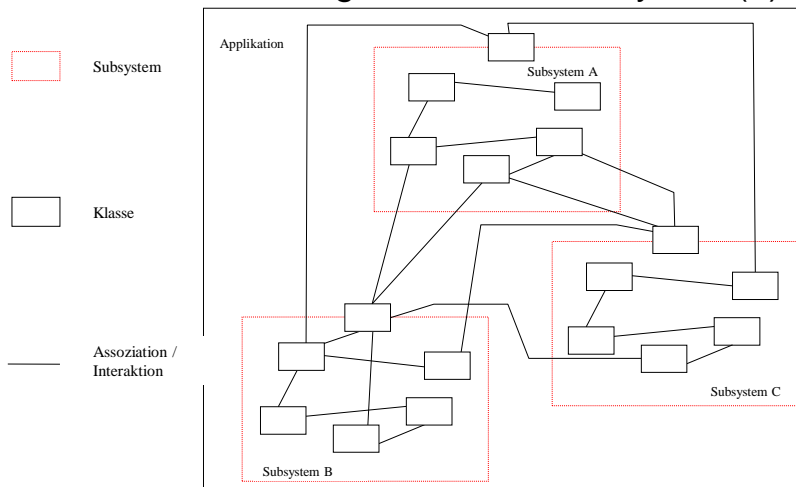 Applikation
Subsystem
Subsystem A
Klasse
Assoziation /
Interaktion
Subsystem C
Subsystem B